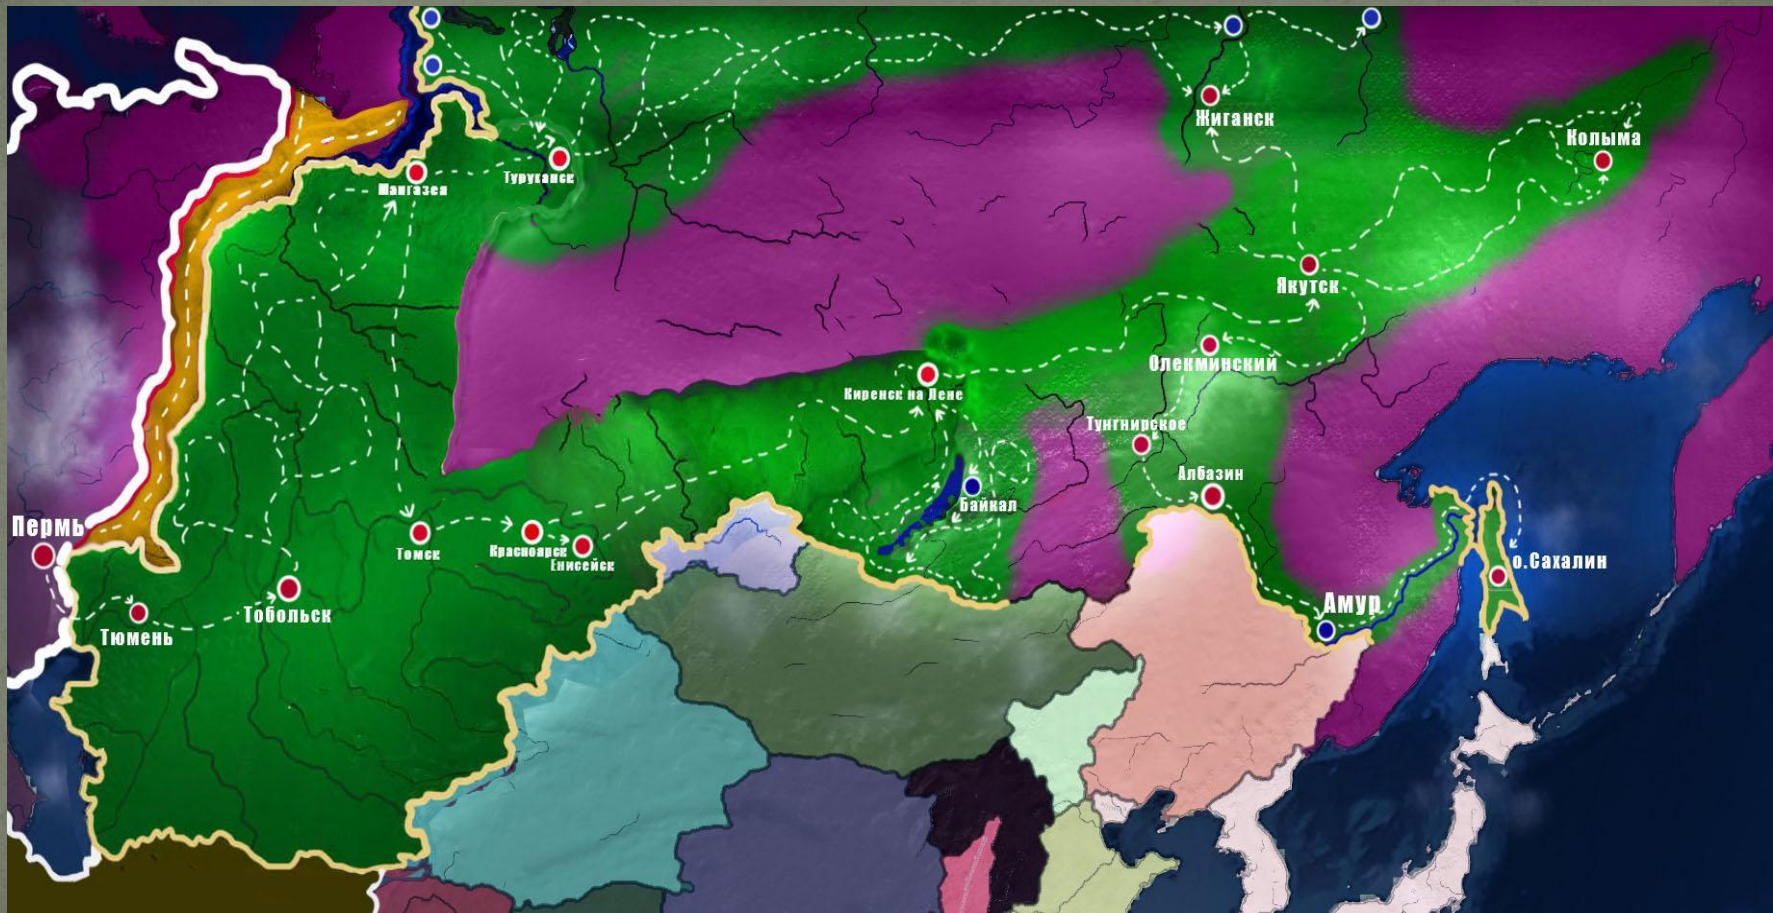 Жиганск
Колыма
Туруханск
Мангазея
Якутск
Олекминский
Киренск на Лене
Тунгнирское
Албазин
Байкал
Пермь
Томск
Красноярск
Енисейск
о.Сахалин
Тобольск
Амур
Тюмень